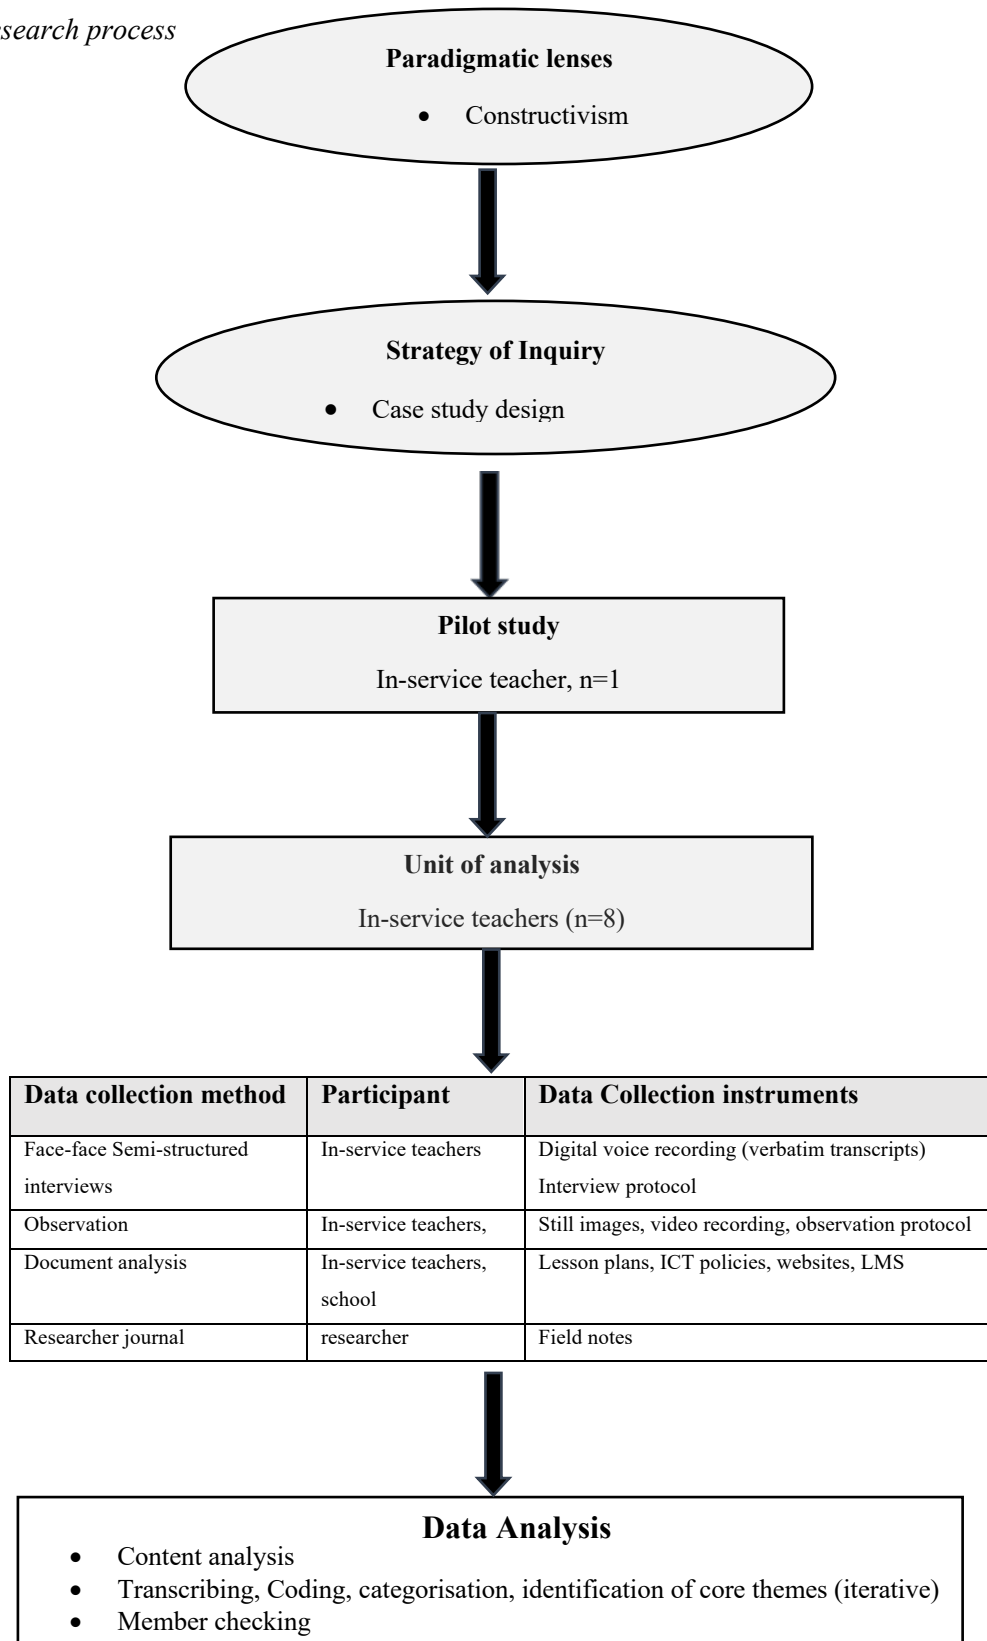 search process
Paradigmatic lenses
• Constructivism
Strategy of Inquiry
• Case study design
Pilot study
In-service teacher, n=1
Unit of analysis
In-service teachers (n=8)
Data collection method Participant Data Collection instruments
Face-face Semi-structured In-service teachers Digital voice recording (verbatim transcripts)
interviews Interview protocol
Observation In-service teachers, Still images, video recording, observation protocol
Document analysis In-service teachers, Lesson plans, ICT policies, websites, LMS
school
Researcher journal researcher Field notes
Data Analysis
• Content analysis
• Transcribing, Coding, categorisation, identification of core themes (iterative)
• Member checking